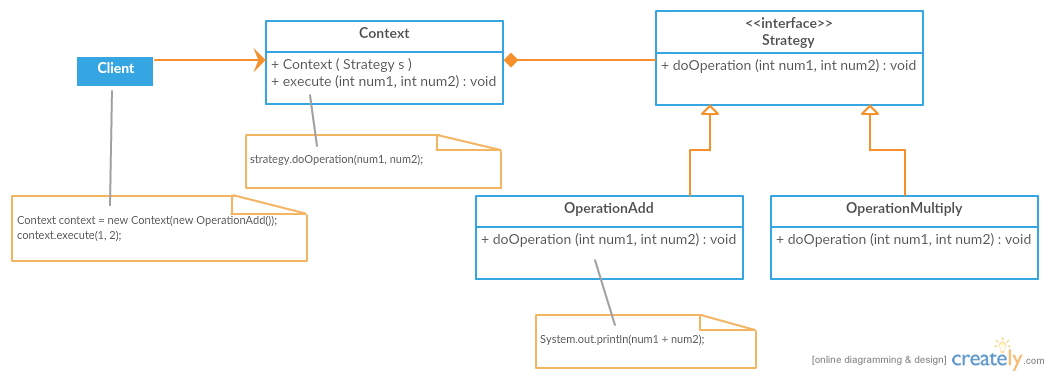 Client
Context
+ Context ( Strategy s )
+ execute (int num1, int num2) : void
<<interface>>
Strategy
+ doOperation (int num1, int num2) : void
strategy.doOperation(num1, num2);
Context context = new Context(new OperationAdd());
context.execute(1, 2);
OperationAdd
+ doOperation (int num1, int num2) : void
OperationMultiply
+ doOperation (int num1, int num2) : void
System.out.println(num1 + num2);
[online diagramming & design] creately.com